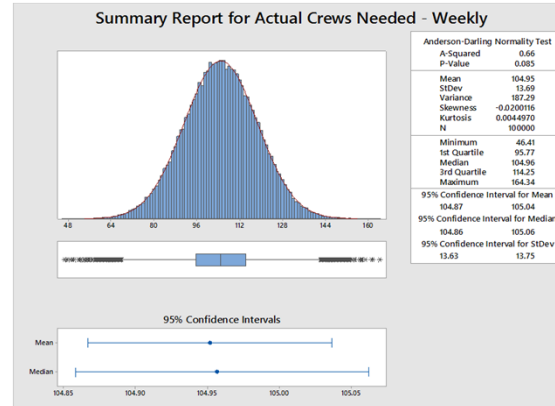 Summary Report for Actual Crews Needed - Weekly
Anderson-Darling Normality Test
A-Squared 0.66
P-Value 0.085
Mean 104.95
StDev 13.69
Variance 187.29
Skewness -0.0200116
Kurtosis 0.0044970
N 100000
Minimum 46.41
1st Quartile 95.77
Median 104.96
3rd Quartile 114.25
Maximum 164.34
95% Confidence Interval for Mean
104.87 105.04
95% Confidence Interval for Median
104.86 105.06
95% Confidence Interval for StDev
13.63 13.75
48 64 80 96 112 128 144 160
95% Confidence Intervals
Mean
Median
104.85 104.90 104.95 105.00 105.05